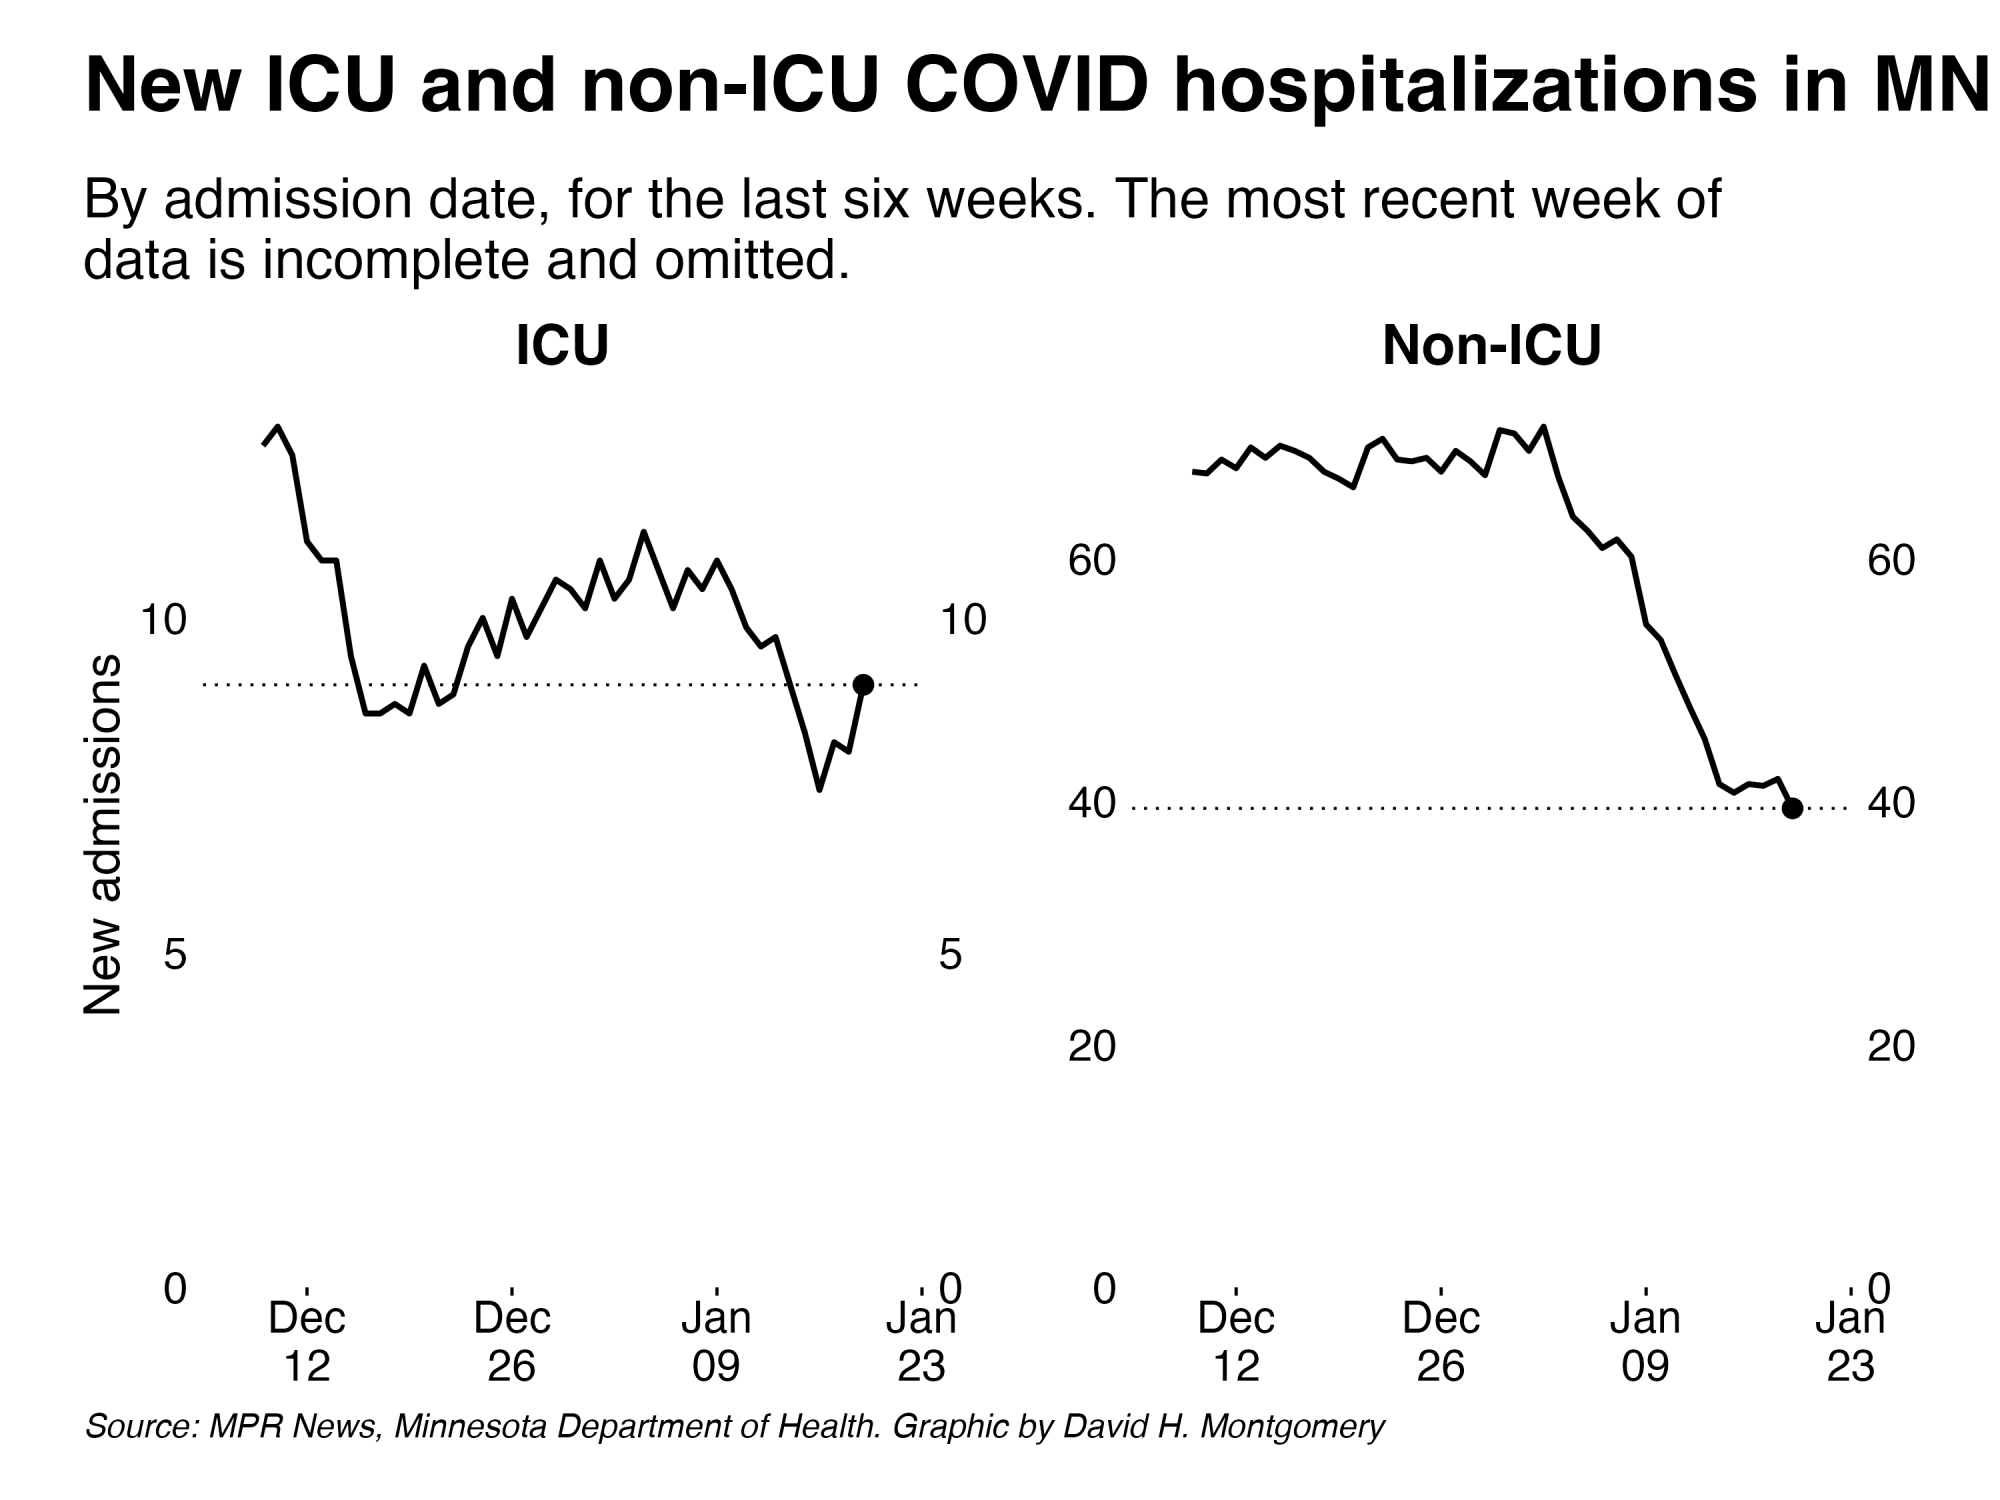 New ICU and non-ICU COVID hospitalizations in MN
By admission date, for the last six weeks. The most recent week of
data is incomplete and omitted.
ICU
New admissions
10
5
0
10
5
0
Dec
12
Dec
26
Jan
09
Jan
23
Non-ICU
60
40
20
0
60
40
20
0
Dec
12
Dec
26
Jan
09
Jan
23
Source: MPR News, Minnesota Department of Health. Graphic by David H. Montgomery